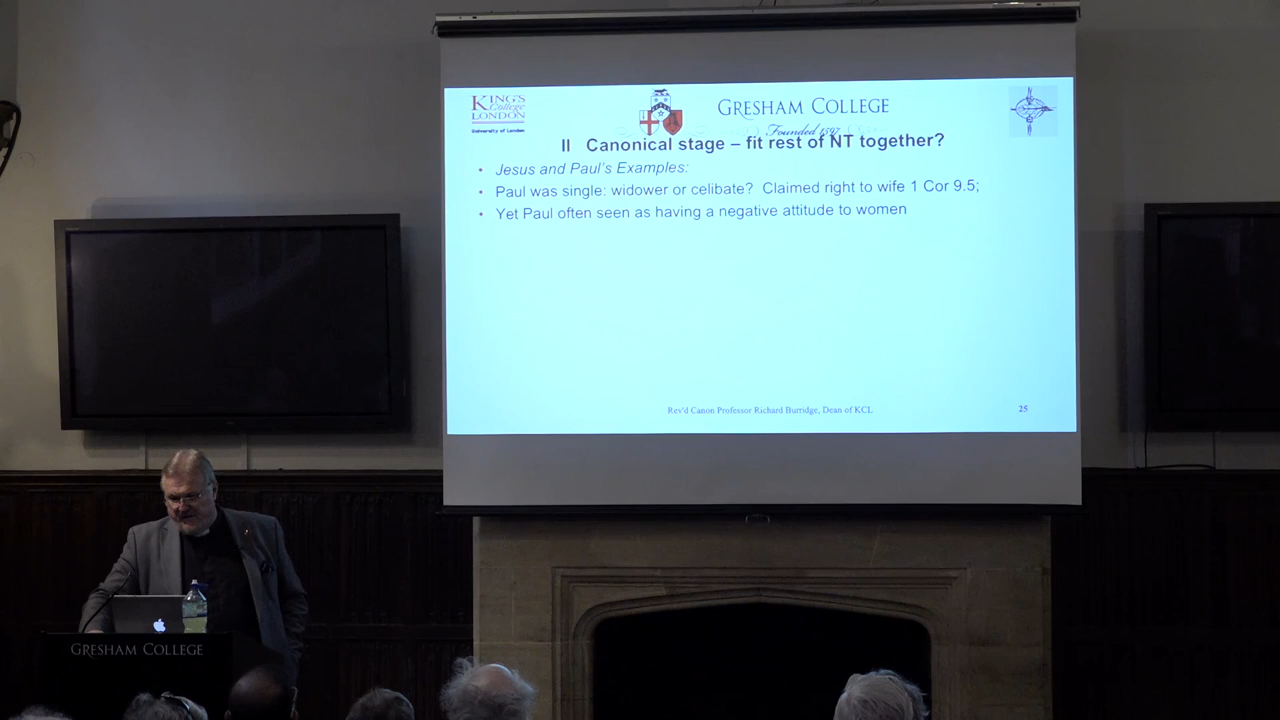 KING'S
College
LONDON
University of London
GRESHAM COLLEGE
Founded 1597
II Canonical stage – fit rest of NT together?
• Jesus and Paul's Examples:
• Paul was single: widower or celibate? Claimed right to wife 1 Cor 9.5;
• Yet Paul often seen as having a negative attitude to women
Rev'd Canon Professor Richard Burridge, Dean of KCL
25
GRESHAM COLLEGE